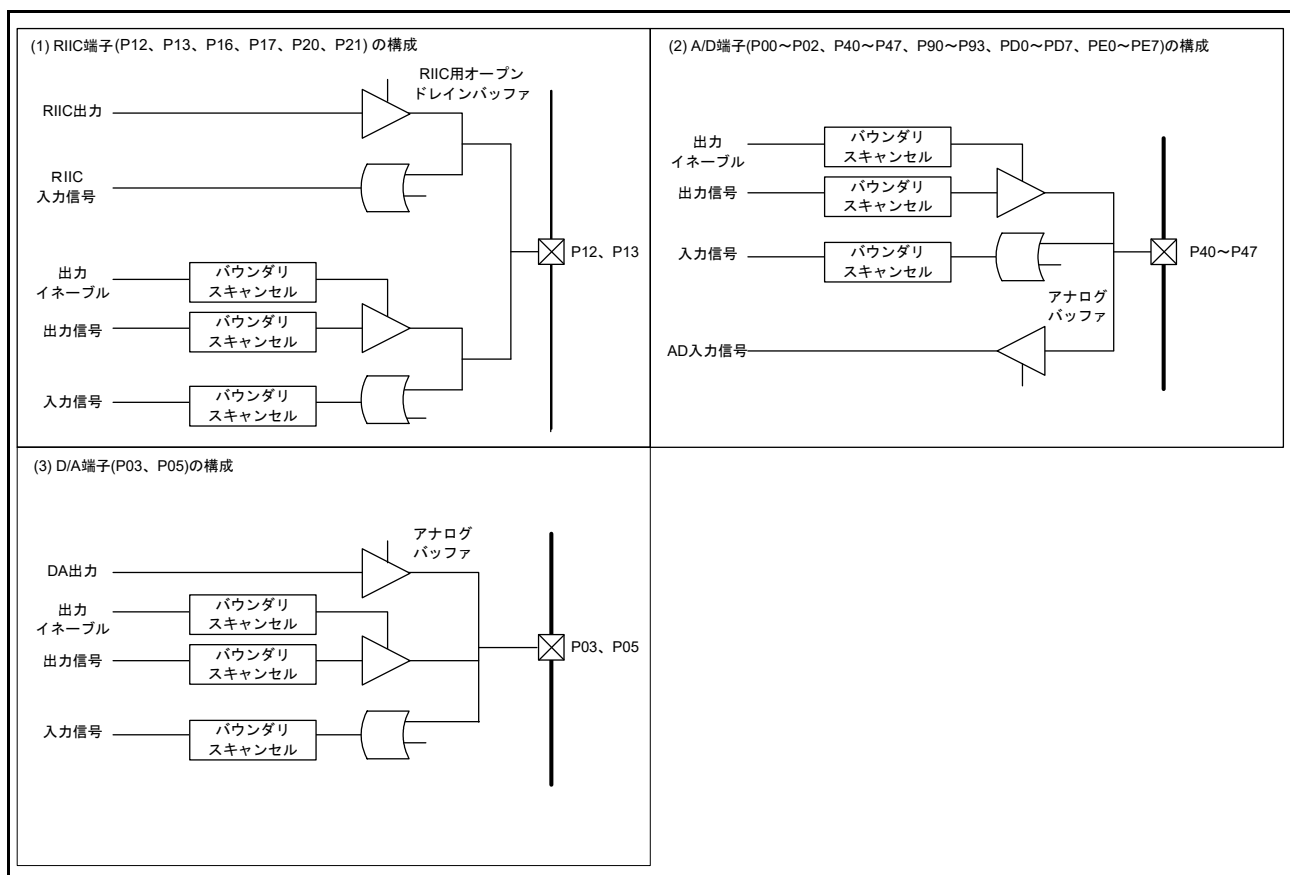 (1) RIIC端子(P12、P13、P16、P17、P20、P21) の構成
RIIC用オープン
ドレインバッファ
RIIC出力
RIIC
入力信号
P12、P13
出力
イネーブル
バウンダリ
スキャンセル
出力信号
バウンダリ
スキャンセル
入力信号
バウンダリ
スキャンセル
(2) A/D端子(P00～P02、P40～P47、P90～P93、PD0～PD7、PE0～PE7)の構成
出力
イネーブル
バウンダリ
スキャンセル
出力信号
バウンダリ
スキャンセル
入力信号
バウンダリ
スキャンセル
P40～P47
アナログ
バッファ
AD入力信号
(3) D/A端子(P03、P05)の構成
アナログ
バッファ
DA出力
出力
イネーブル
バウンダリ
スキャンセル
出力信号
バウンダリ
スキャンセル
P03、P05
入力信号
バウンダリ
スキャンセル